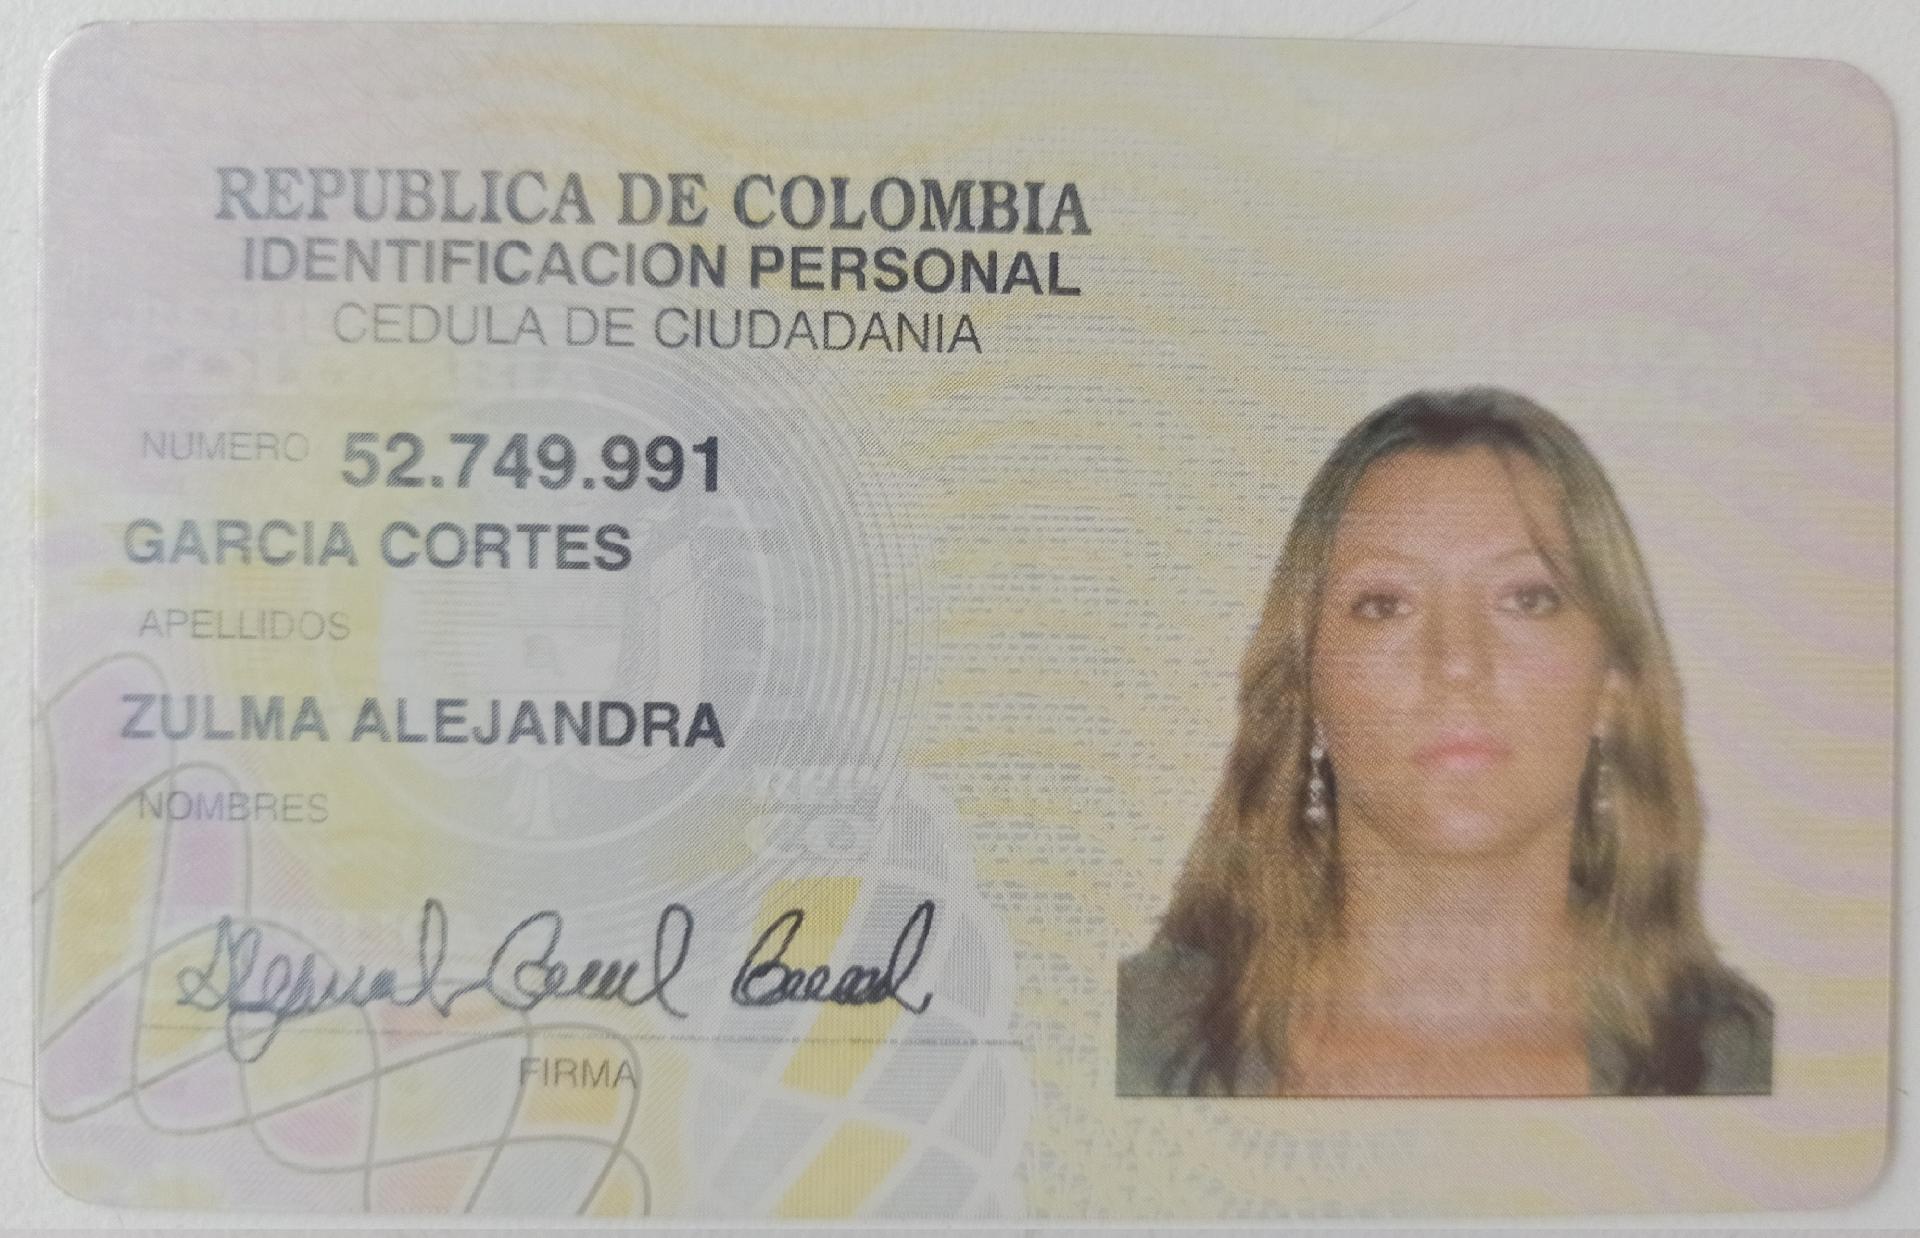 REPUBLICA DE COLOMBIA
IDENTIFICACION PERSONAL
CEDULA DE CIUDADANIA
NUMERO 52.749.991
GARCIA CORTES
APELLIDOS
ZULMA ALEJANDRA
NOMBRES
FIRMA